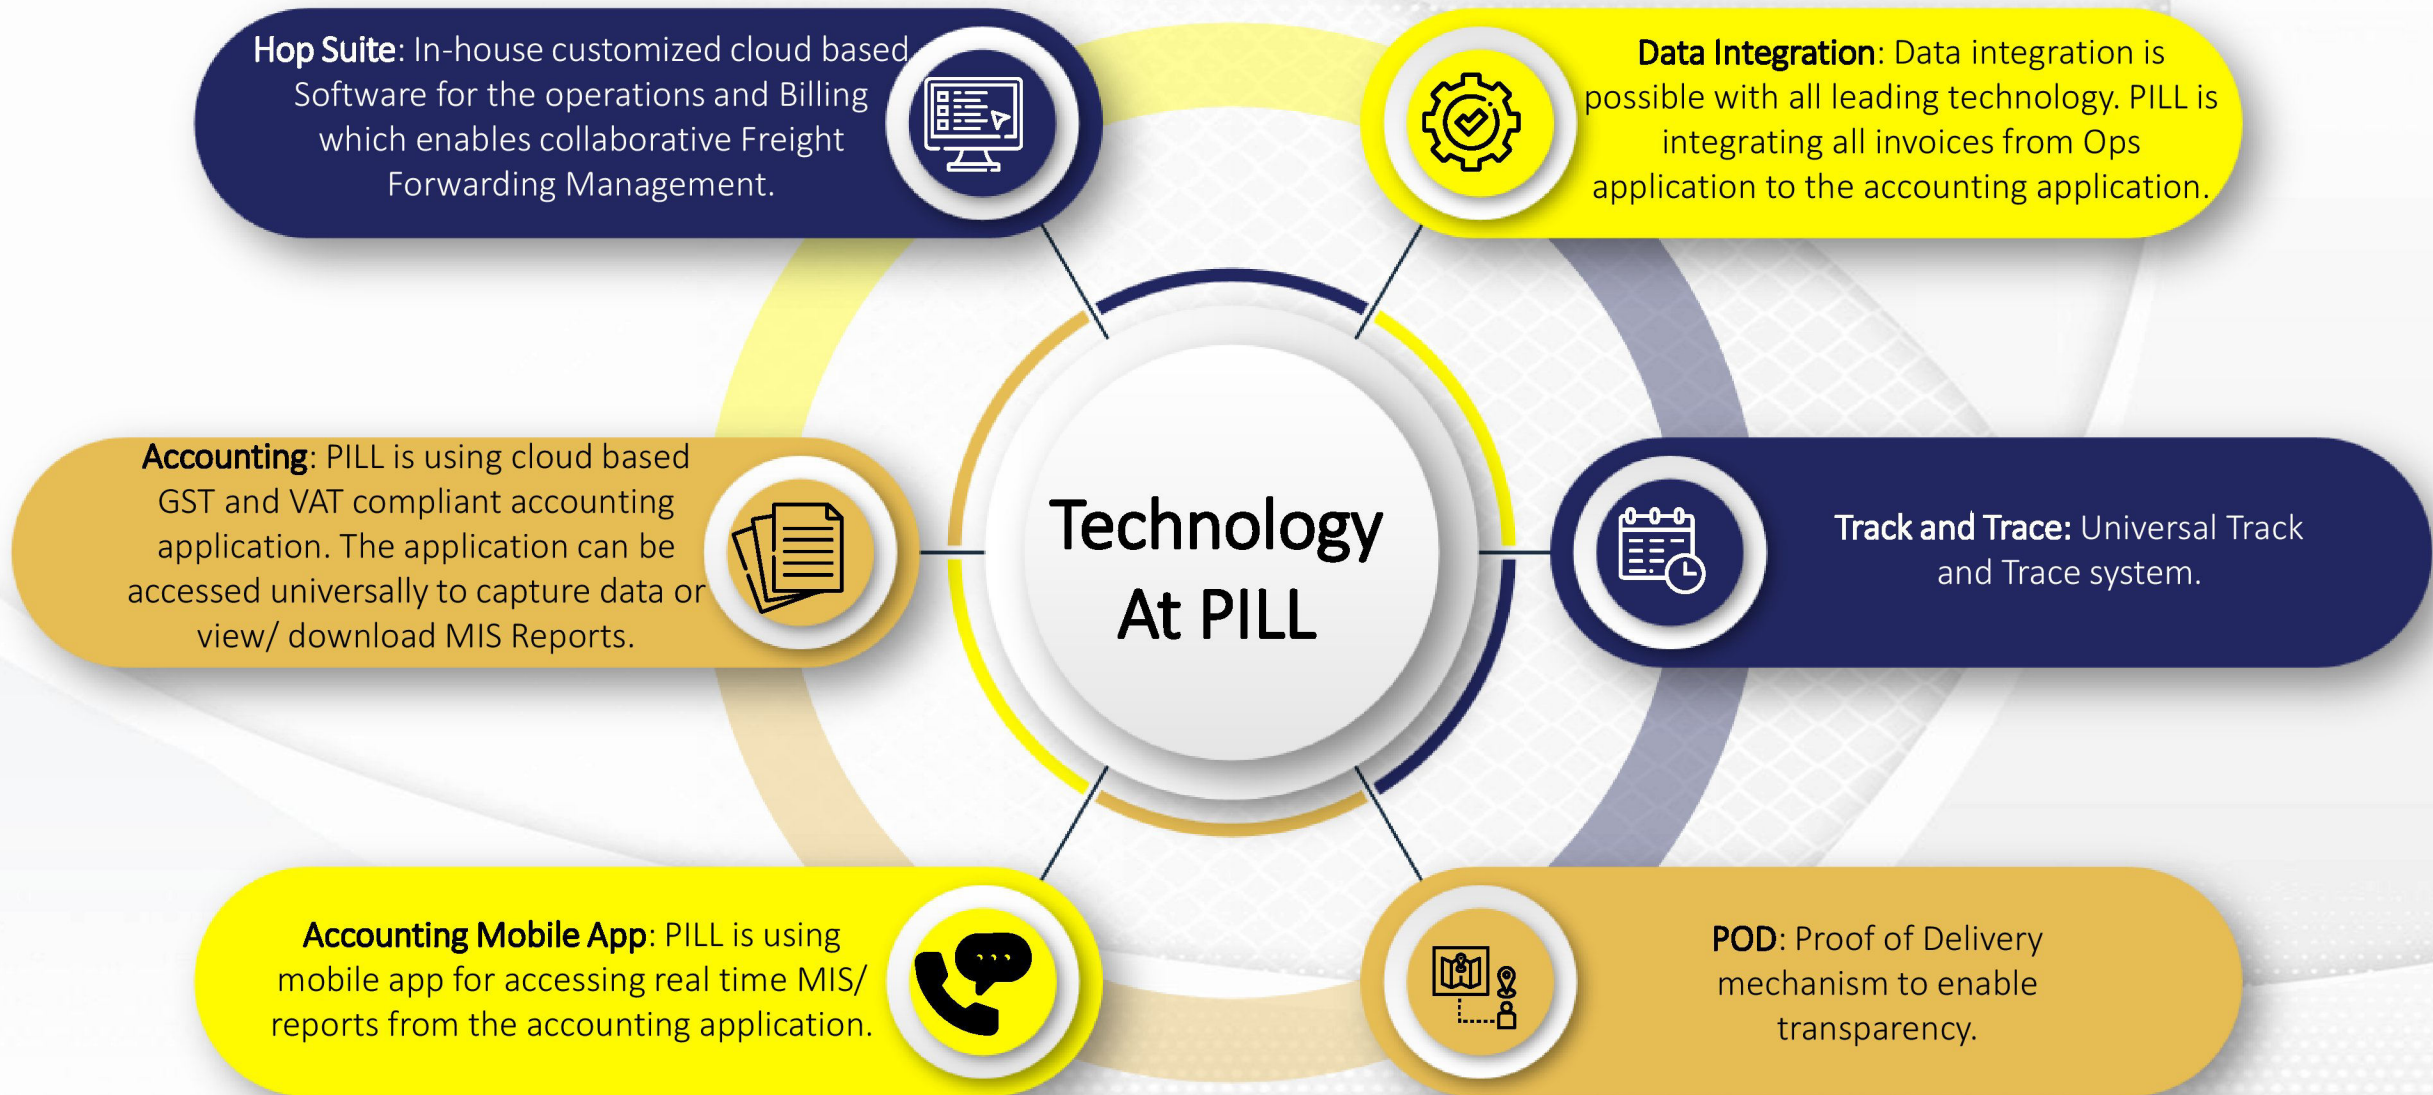 Hop Suite: In-house customized cloud based
Software for the operations and Billing
which enables collaborative Freight
Forwarding Management.
Data Integration: Data integration is
possible with all leading technology. PILL is
integrating all invoices from Ops
application to the accounting application.
Accounting: PILL is using cloud based
GST and VAT compliant accounting
application. The application can be
accessed universally to capture data or
view/ download MIS Reports.
Technology
At PILL
Track and Trace: Universal Track
and Trace system.
Accounting Mobile App: PILL is using
mobile app for accessing real time MIS/
reports from the accounting application.
POD: Proof of Delivery
mechanism to enable
transparency.